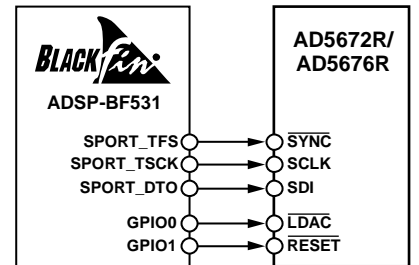 BLACKfin
ADSP-BF531
AD5672R/
AD5676R
SPORT_TFS SYNC
SPORT_TSCK SCLK
SPORT_DTO SDI
GPIO0 LDAC
GPIO1 RESET